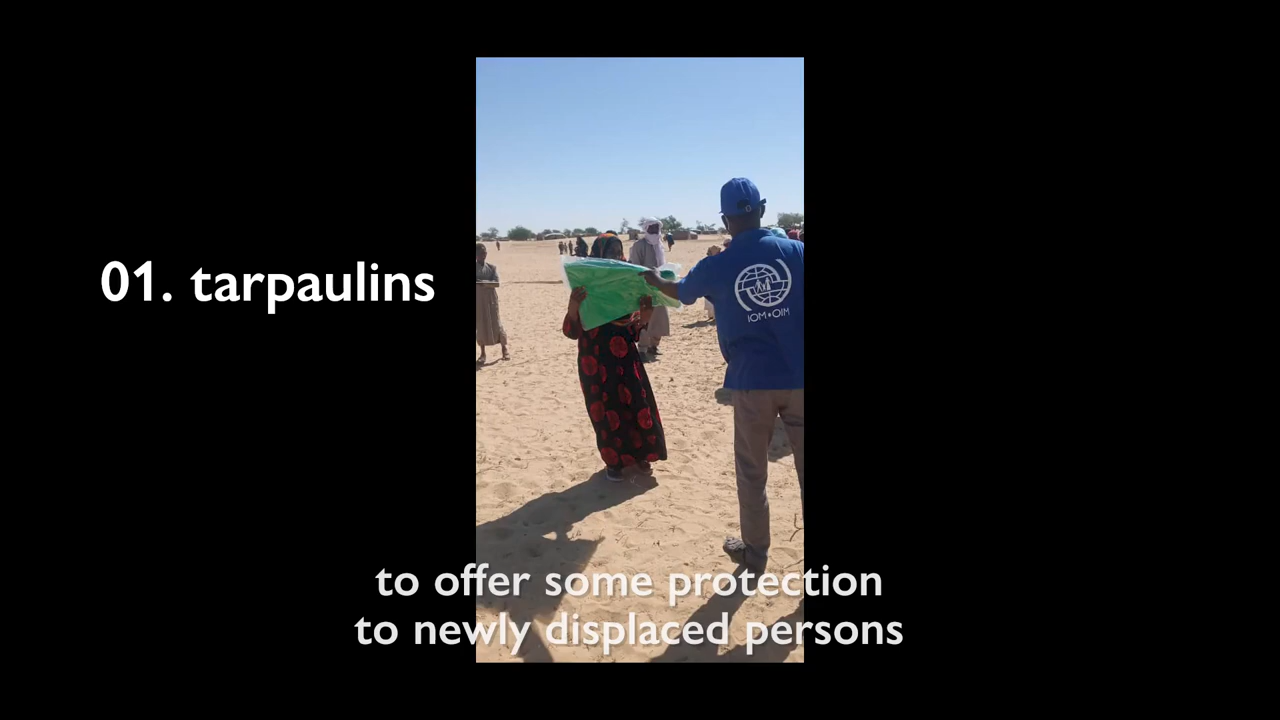 01. tarpaulins
IOM•OIM
to offer some protection
to newly displaced persons